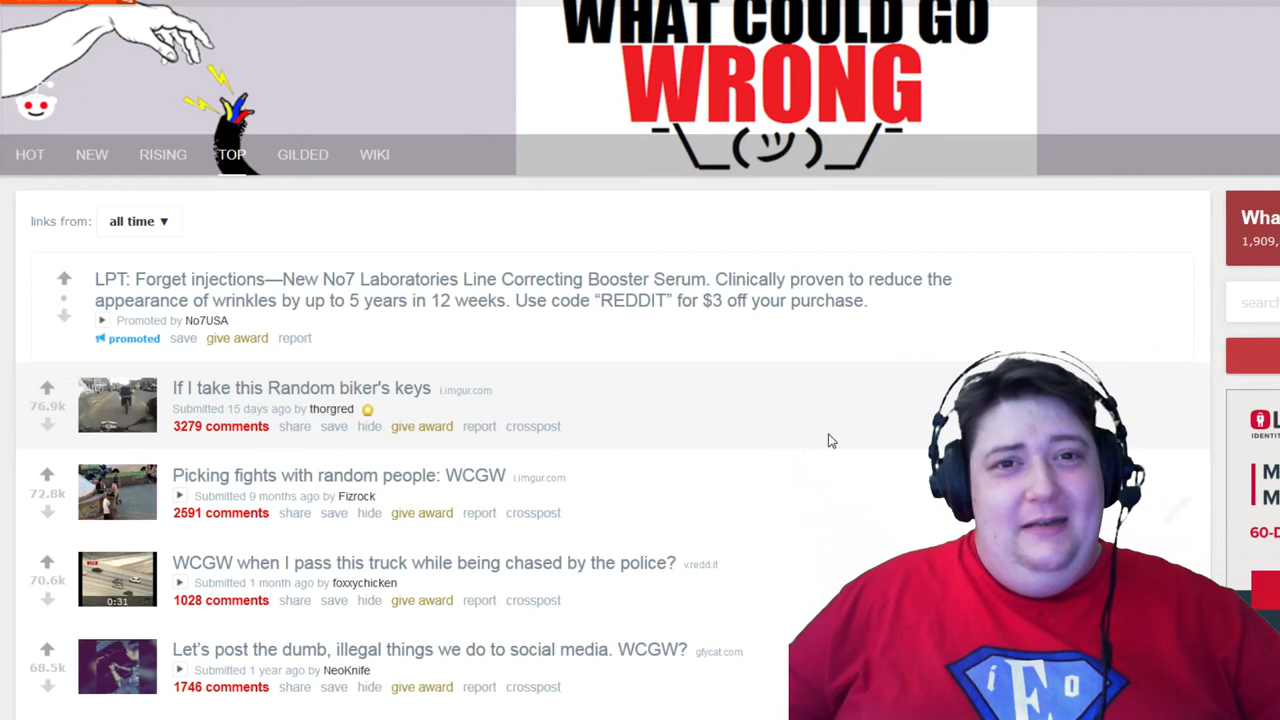 WHAT COULD GO
WRONG
HOT NEW RISING TOP GILDED WIKI
links from: all time ▼
Wha
1,909,
search
LPT: Forget injections—New No7 Laboratories Line Correcting Booster Serum. Clinically proven to reduce the
appearance of wrinkles by up to 5 years in 12 weeks. Use code “REDDIT” for $3 off your purchase.
Promoted by No7USA
promoted save give award report
If I take this Random biker's keys i.imgur.com
76.9k
Submitted 15 days ago by thorgred
3279 comments share save hide give award report crosspost
Picking fights with random people: WCGW i.imgur.com
72.8k
Submitted 9 months ago by Fizrock
2591 comments share save hide give award report crosspost
WCGW when I pass this truck while being chased by the police? v.redd.it
70.6k
Submitted 1 month ago by foxxychicken
0:31
1028 comments share save hide give award report crosspost
Let’s post the dumb, illegal things we do to social media. WCGW? gfycat.com
68.5k
Submitted 1 year ago by NeoKnife
1746 comments share save hide give award report crosspost
L
IDENTIT
M
M
60-D
i E O